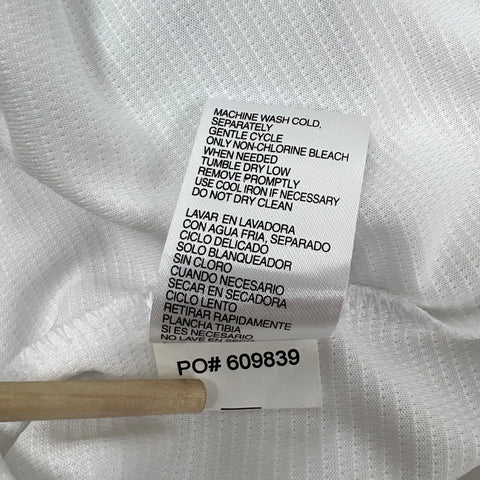 MACHINE WASH COLD,
SEPARATELY
GENTLE CYCLE
ONLY NON-CHLORINE BLEACH
WHEN NEEDED
TUMBLE DRY LOW
REMOVE PROMPTLY
USE COOL IRON IF NECESSARY
DO NOT DRY CLEAN
LAVAR EN LAVADORA
CON AGUA FRIA, SEPARADO
CICLO DELICADO
SOLO BLANQUEADOR
SIN CLORO
CUANDO NECESARIO
SECAR EN SECADORA
CICLO LENTO
RETIRAR RAPIDAMENTE
PLANCHA TIBIA
SI ES NECESARIO
NO LAVE EN SE
PO# 609839